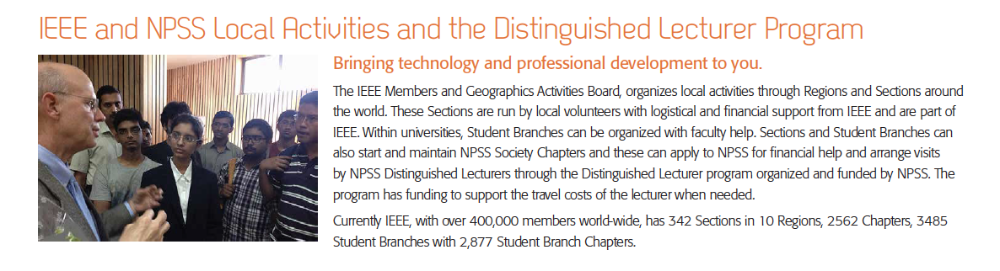 IEEE and NPSS Local Activities and the Distinguished Lecturer Program
Bringing technology and professional development to you.
The IEEE Members and Geographics Activities Board, organizes local activities through Regions and Sections around
the world. These Sections are run by local volunteers with logistical and financial support from IEEE and are part of
IEEE. Within universities, Student Branches can be organized with faculty help. Sections and Student Branches can
also start and maintain NPSS Society Chapters and these can apply to NPSS for financial help and arrange visits
by NPSS Distinguished Lecturers through the Distinguished Lecturer program organized and funded by NPSS. The
program has funding to support the travel costs of the lecturer when needed.
Currently IEEE, with over 400,000 members world-wide, has 342 Sections in 10 Regions, 2562 Chapters, 3485
Student Branches with 2,877 Student Branch Chapters.